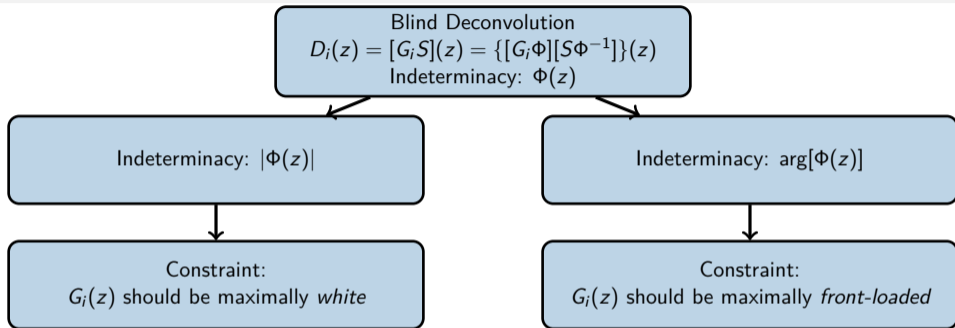 Blind Deconvolution
D_i(z) = [G_iS](z) = {[G_iΦ][SΦ⁻¹]}(z)
Indeterminacy: Φ(z)
Indeterminacy: |Φ(z)|
Indeterminacy: arg[Φ(z)]
Constraint:
G_i(z) should be maximally white
Constraint:
G_i(z) should be maximally front-loaded